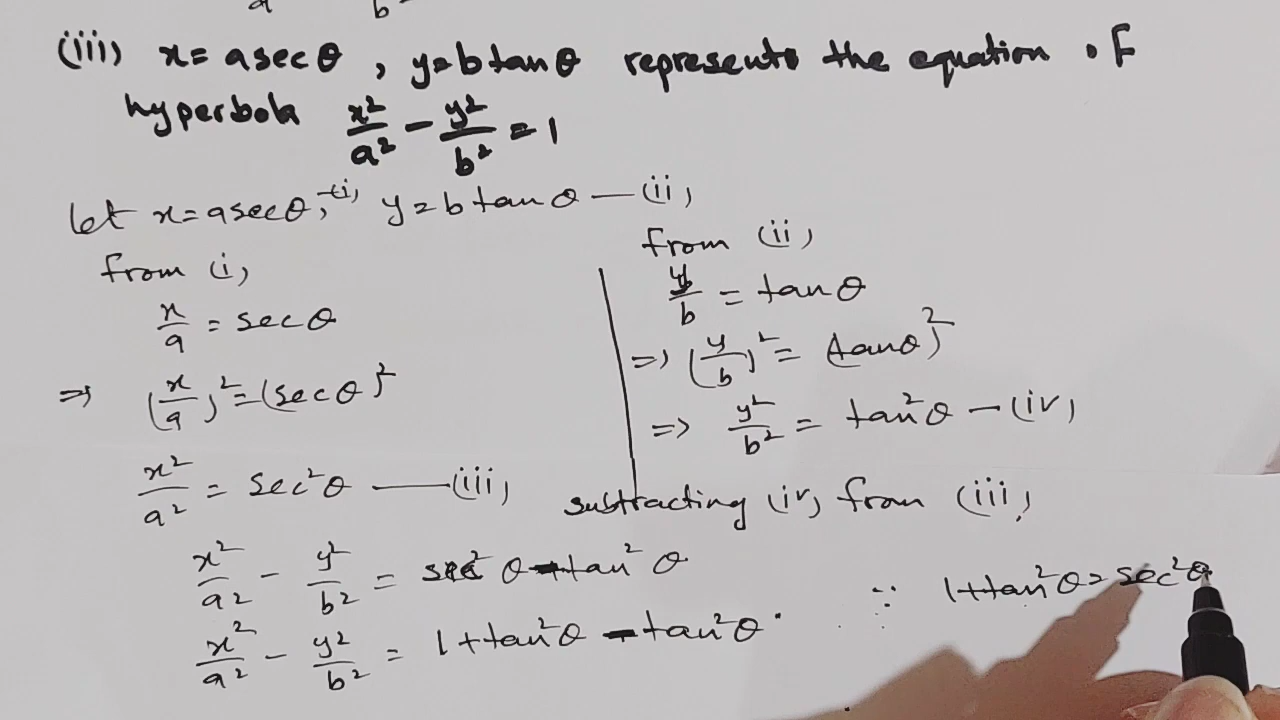 a b
(iii) x = a sec θ , y = b tan θ represents the equation of
hyperbola x²/a² - y²/b² = 1
let x = a sec θ, —(i) y = b tan θ — (ii)
from (i)
x/a = sec θ
=> (x/a)² = (sec θ)²
x²/a² = sec²θ —— (iii)
from (ii)
y/b = tan θ
=> (y/b)² = (tan θ)²
=> y²/b² = tan²θ — (iv)
subtracting (iv) from (iii)
x²/a² - y²/b² = sec²θ - tan²θ
x²/a² - y²/b² = 1 + tan²θ - tan²θ . ∵ 1 + tan²θ = sec²θ